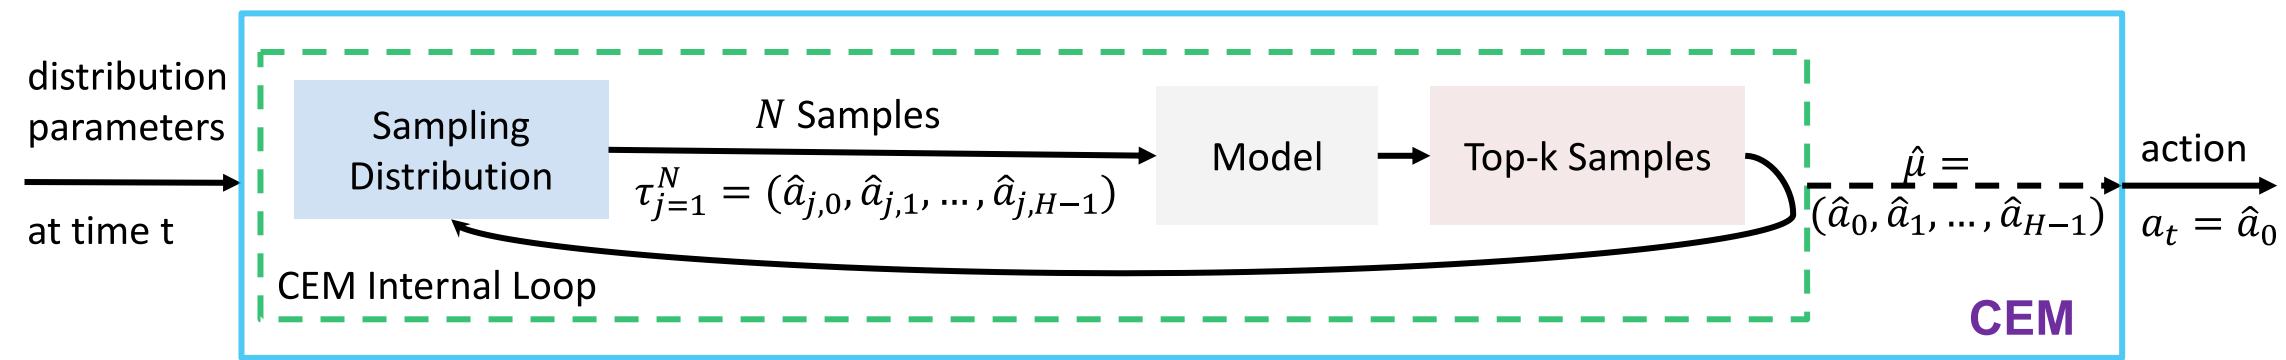 distribution
parameters
at time t
Sampling
Distribution
N Samples
τ_{j=1}^{N} = (â_{j,0}, â_{j,1}, …, â_{j,H−1})
Model
Top-k Samples
CEM Internal Loop
μ̂ =
(â_0, â_1, …, â_{H−1})
CEM
action
a_t = â_0